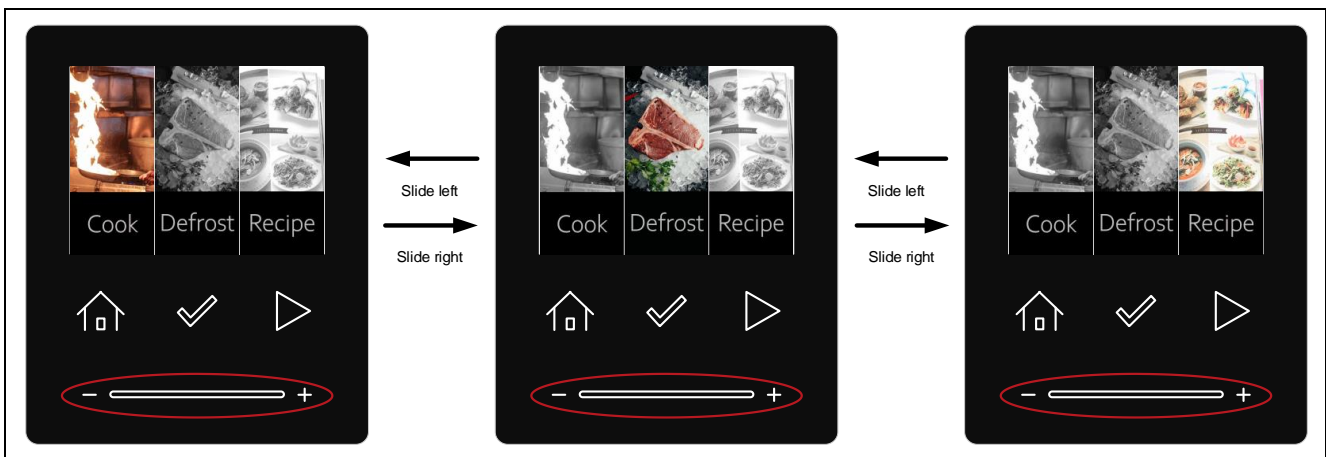 Cook Defrost Recipe
Slide left
Slide right
Cook Defrost Recipe
Slide left
Slide right
Cook Defrost Recipe
- +
- +
- +